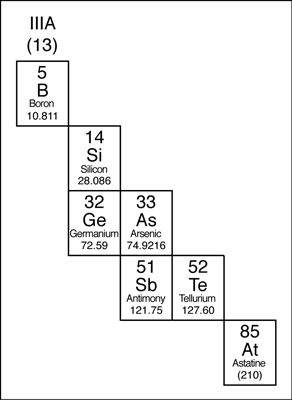 IIIA
(13)
5
B
Boron
10.811
14
Si
Silicon
28.086
32
Ge
Germanium
72.59
33
As
Arsenic
74.9216
51
Sb
Antimony
121.75
52
Te
Tellurium
127.60
85
At
Astatine
(210)